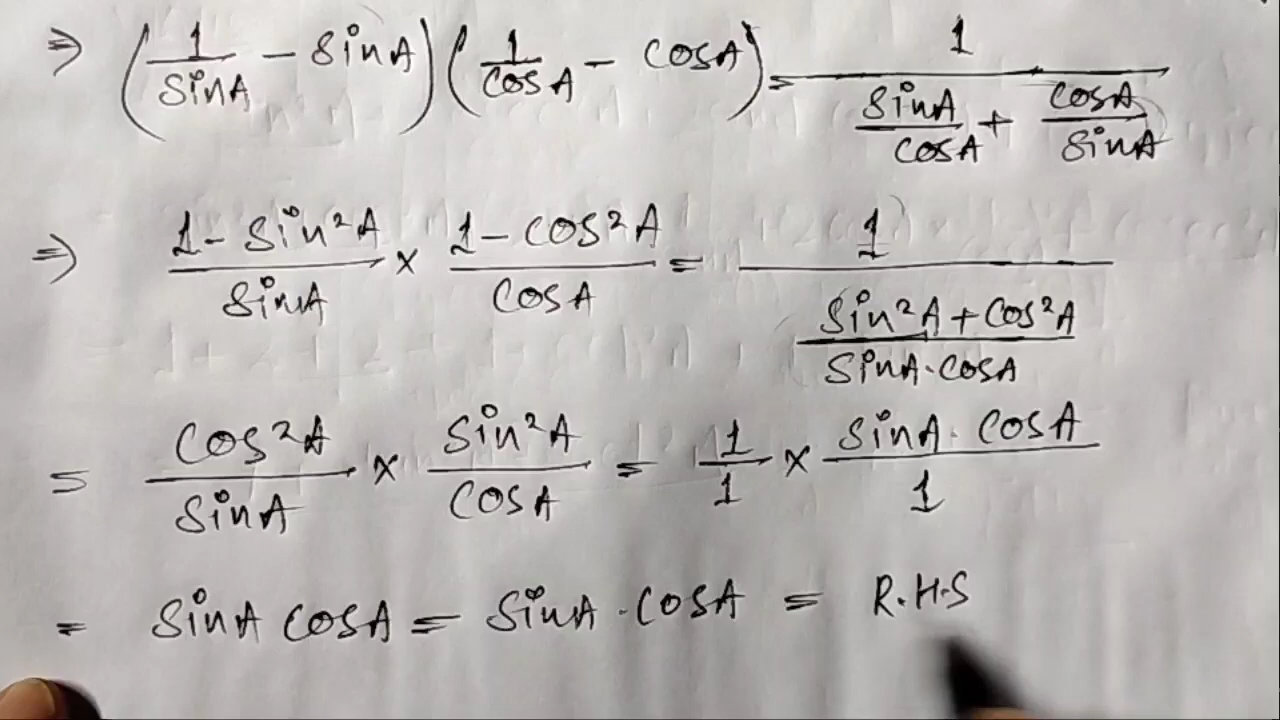 ⇒ (1/SinA − SinA) (1/COSA − COSA) = 1/(SinA/COSA + COSA/SinA)
⇒ (1 − Sin²A)/SinA × (1 − COS²A)/COSA = 1/((Sin²A + COS²A)/(SinA·COSA))
= COS²A/SinA × Sin²A/COSA = 1/1 × (SinA·COSA)/1
= SinA COSA = SinA·COSA = R.H.S